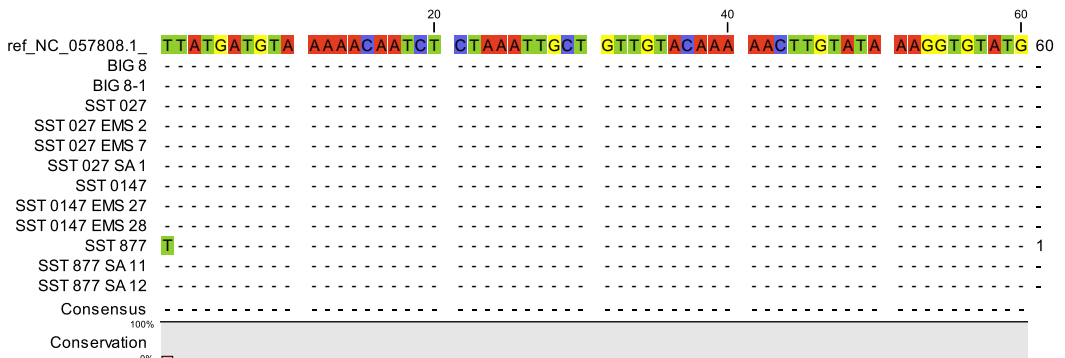 20 40 60
ref_NC_057808.1_ TTATGATGTA AAAACAATCT CTAAATTGCT GTTGTACAAA AACTTGTATA AAGGTGTATG 60
BIG 8 - - - - - - - - - - - - - - - - - - - - - - - - - - - - - - - - - - - - - - - - - - - - - - - - - - - - - - - - - - - - -
BIG 8-1 - - - - - - - - - - - - - - - - - - - - - - - - - - - - - - - - - - - - - - - - - - - - - - - - - - - - - - - - - - - - -
SST 027 - - - - - - - - - - - - - - - - - - - - - - - - - - - - - - - - - - - - - - - - - - - - - - - - - - - - - - - - - - - - -
SST 027 EMS 2 - - - - - - - - - - - - - - - - - - - - - - - - - - - - - - - - - - - - - - - - - - - - - - - - - - - - - - - - - - - - -
SST 027 EMS 7 - - - - - - - - - - - - - - - - - - - - - - - - - - - - - - - - - - - - - - - - - - - - - - - - - - - - - - - - - - - - -
SST 027 SA 1 - - - - - - - - - - - - - - - - - - - - - - - - - - - - - - - - - - - - - - - - - - - - - - - - - - - - - - - - - - - - -
SST 0147 - - - - - - - - - - - - - - - - - - - - - - - - - - - - - - - - - - - - - - - - - - - - - - - - - - - - - - - - - - - - -
SST 0147 EMS 27 - - - - - - - - - - - - - - - - - - - - - - - - - - - - - - - - - - - - - - - - - - - - - - - - - - - - - - - - - - - - -
SST 0147 EMS 28 - - - - - - - - - - - - - - - - - - - - - - - - - - - - - - - - - - - - - - - - - - - - - - - - - - - - - - - - - - - - -
SST 877 T - - - - - - - - - - - - - - - - - - - - - - - - - - - - - - - - - - - - - - - - - - - - - - - - - - - - - - - - - - - 1
SST 877 SA 11 - - - - - - - - - - - - - - - - - - - - - - - - - - - - - - - - - - - - - - - - - - - - - - - - - - - - - - - - - - - - -
SST 877 SA 12 - - - - - - - - - - - - - - - - - - - - - - - - - - - - - - - - - - - - - - - - - - - - - - - - - - - - - - - - - - - - -
Consensus - - - - - - - - - - - - - - - - - - - - - - - - - - - - - - - - - - - - - - - - - - - - - - - - - - - - - - - - - - - -
100%
Conservation
0%